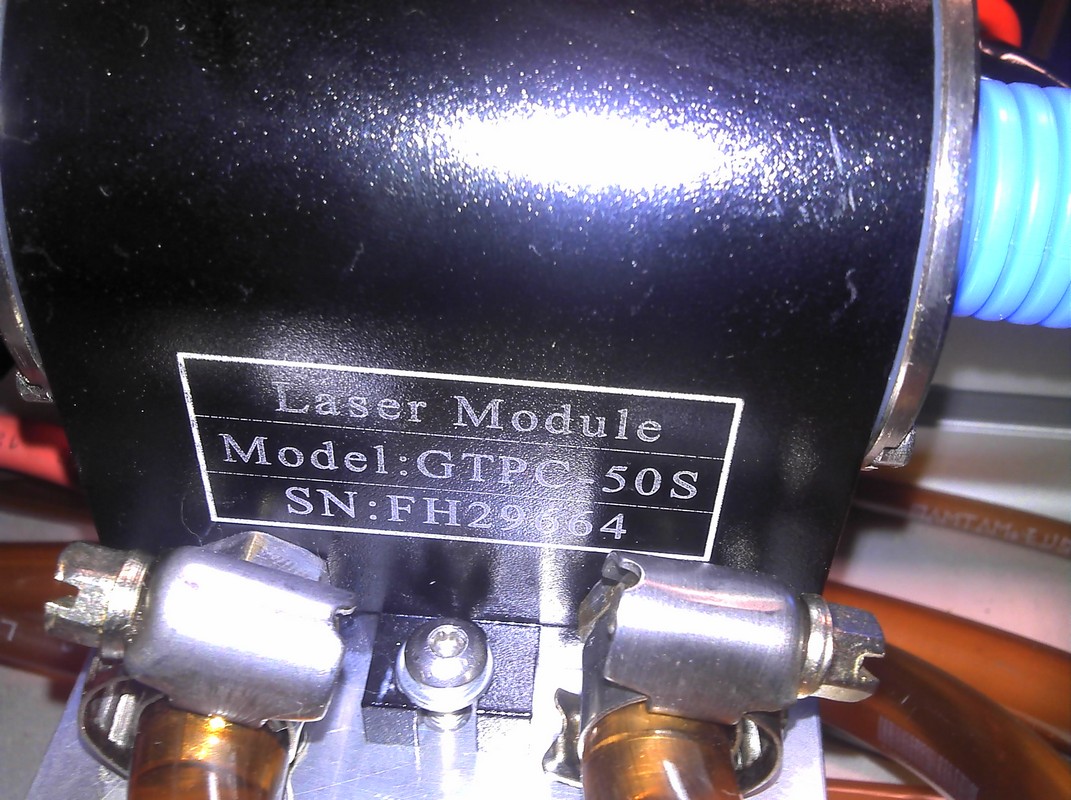 Laser Module
Model:GTPC-50S
SN:FH29664